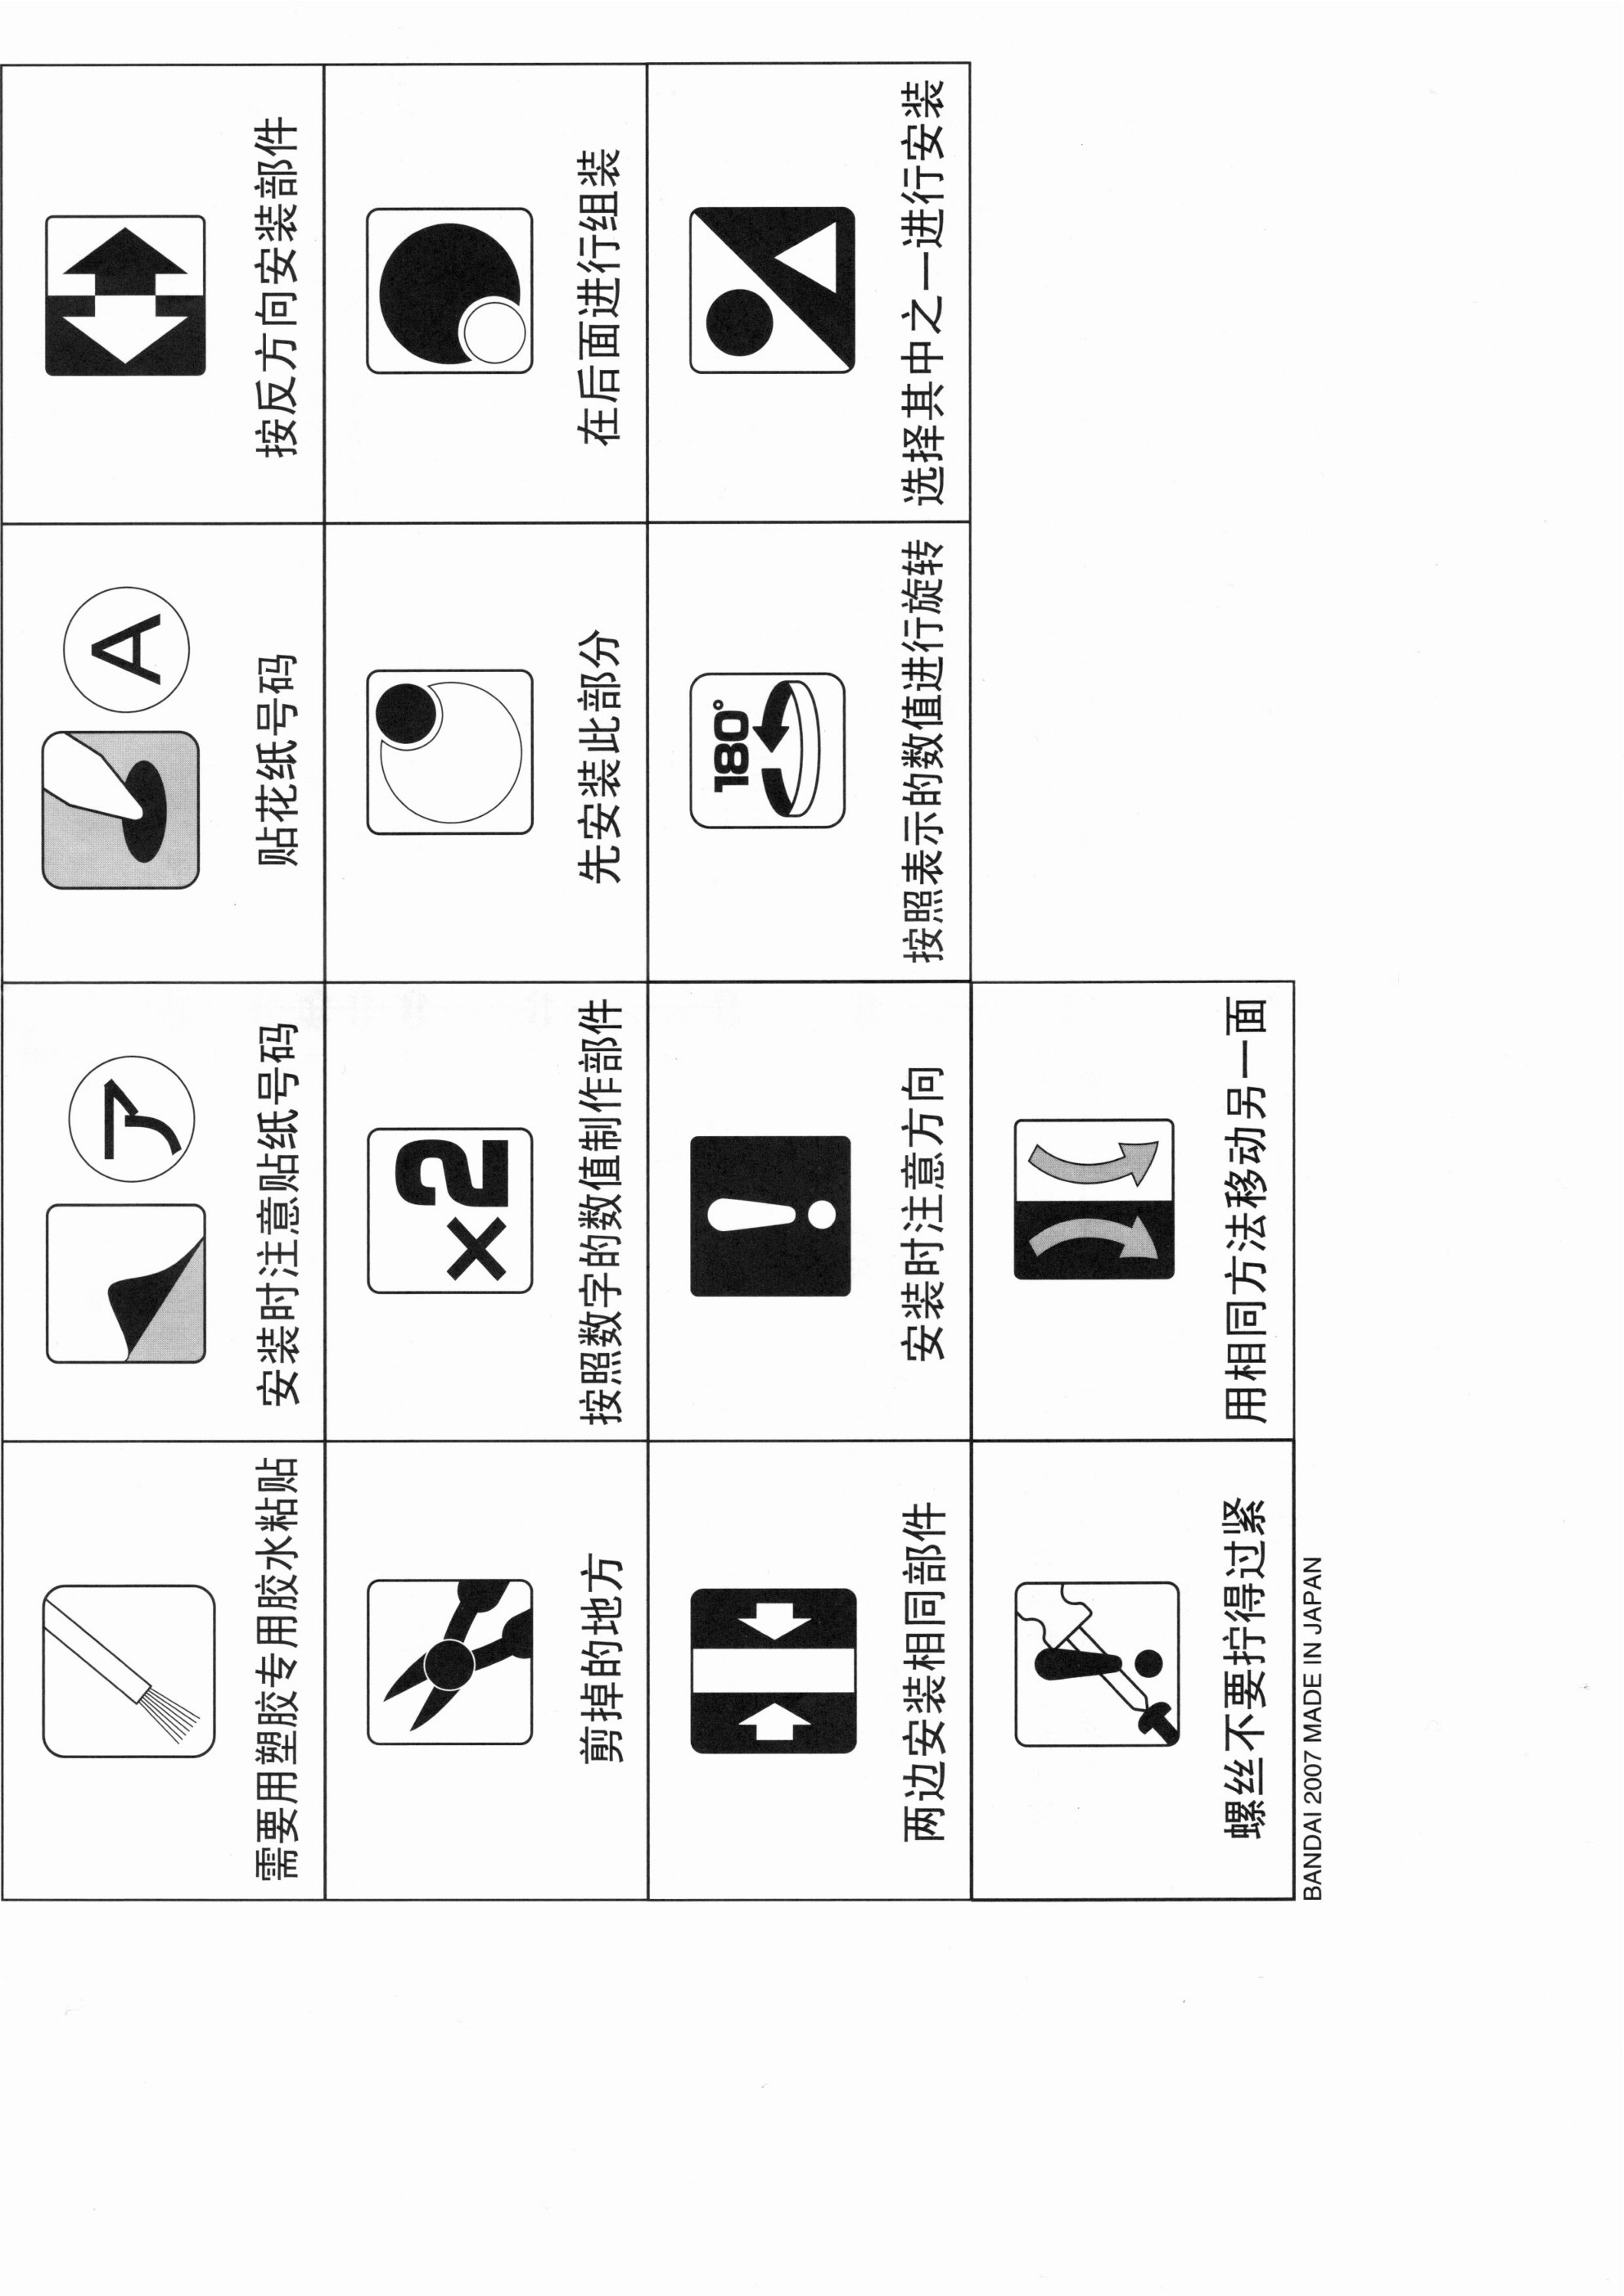 ア
A
需要用塑胶专用胶水粘贴
安装时注意贴纸号码
贴花纸号码
按反方向安装部件
×2
剪掉的地方
按照数字的数值制作部件
先安装此部分
在后面进行组装
180°
两边安装相同部件
安装时注意方向
按照表示的数值进行旋转
选择其中之一进行安装
螺丝不要拧得过紧
用相同方法移动另一面
BANDAI 2007 MADE IN JAPAN